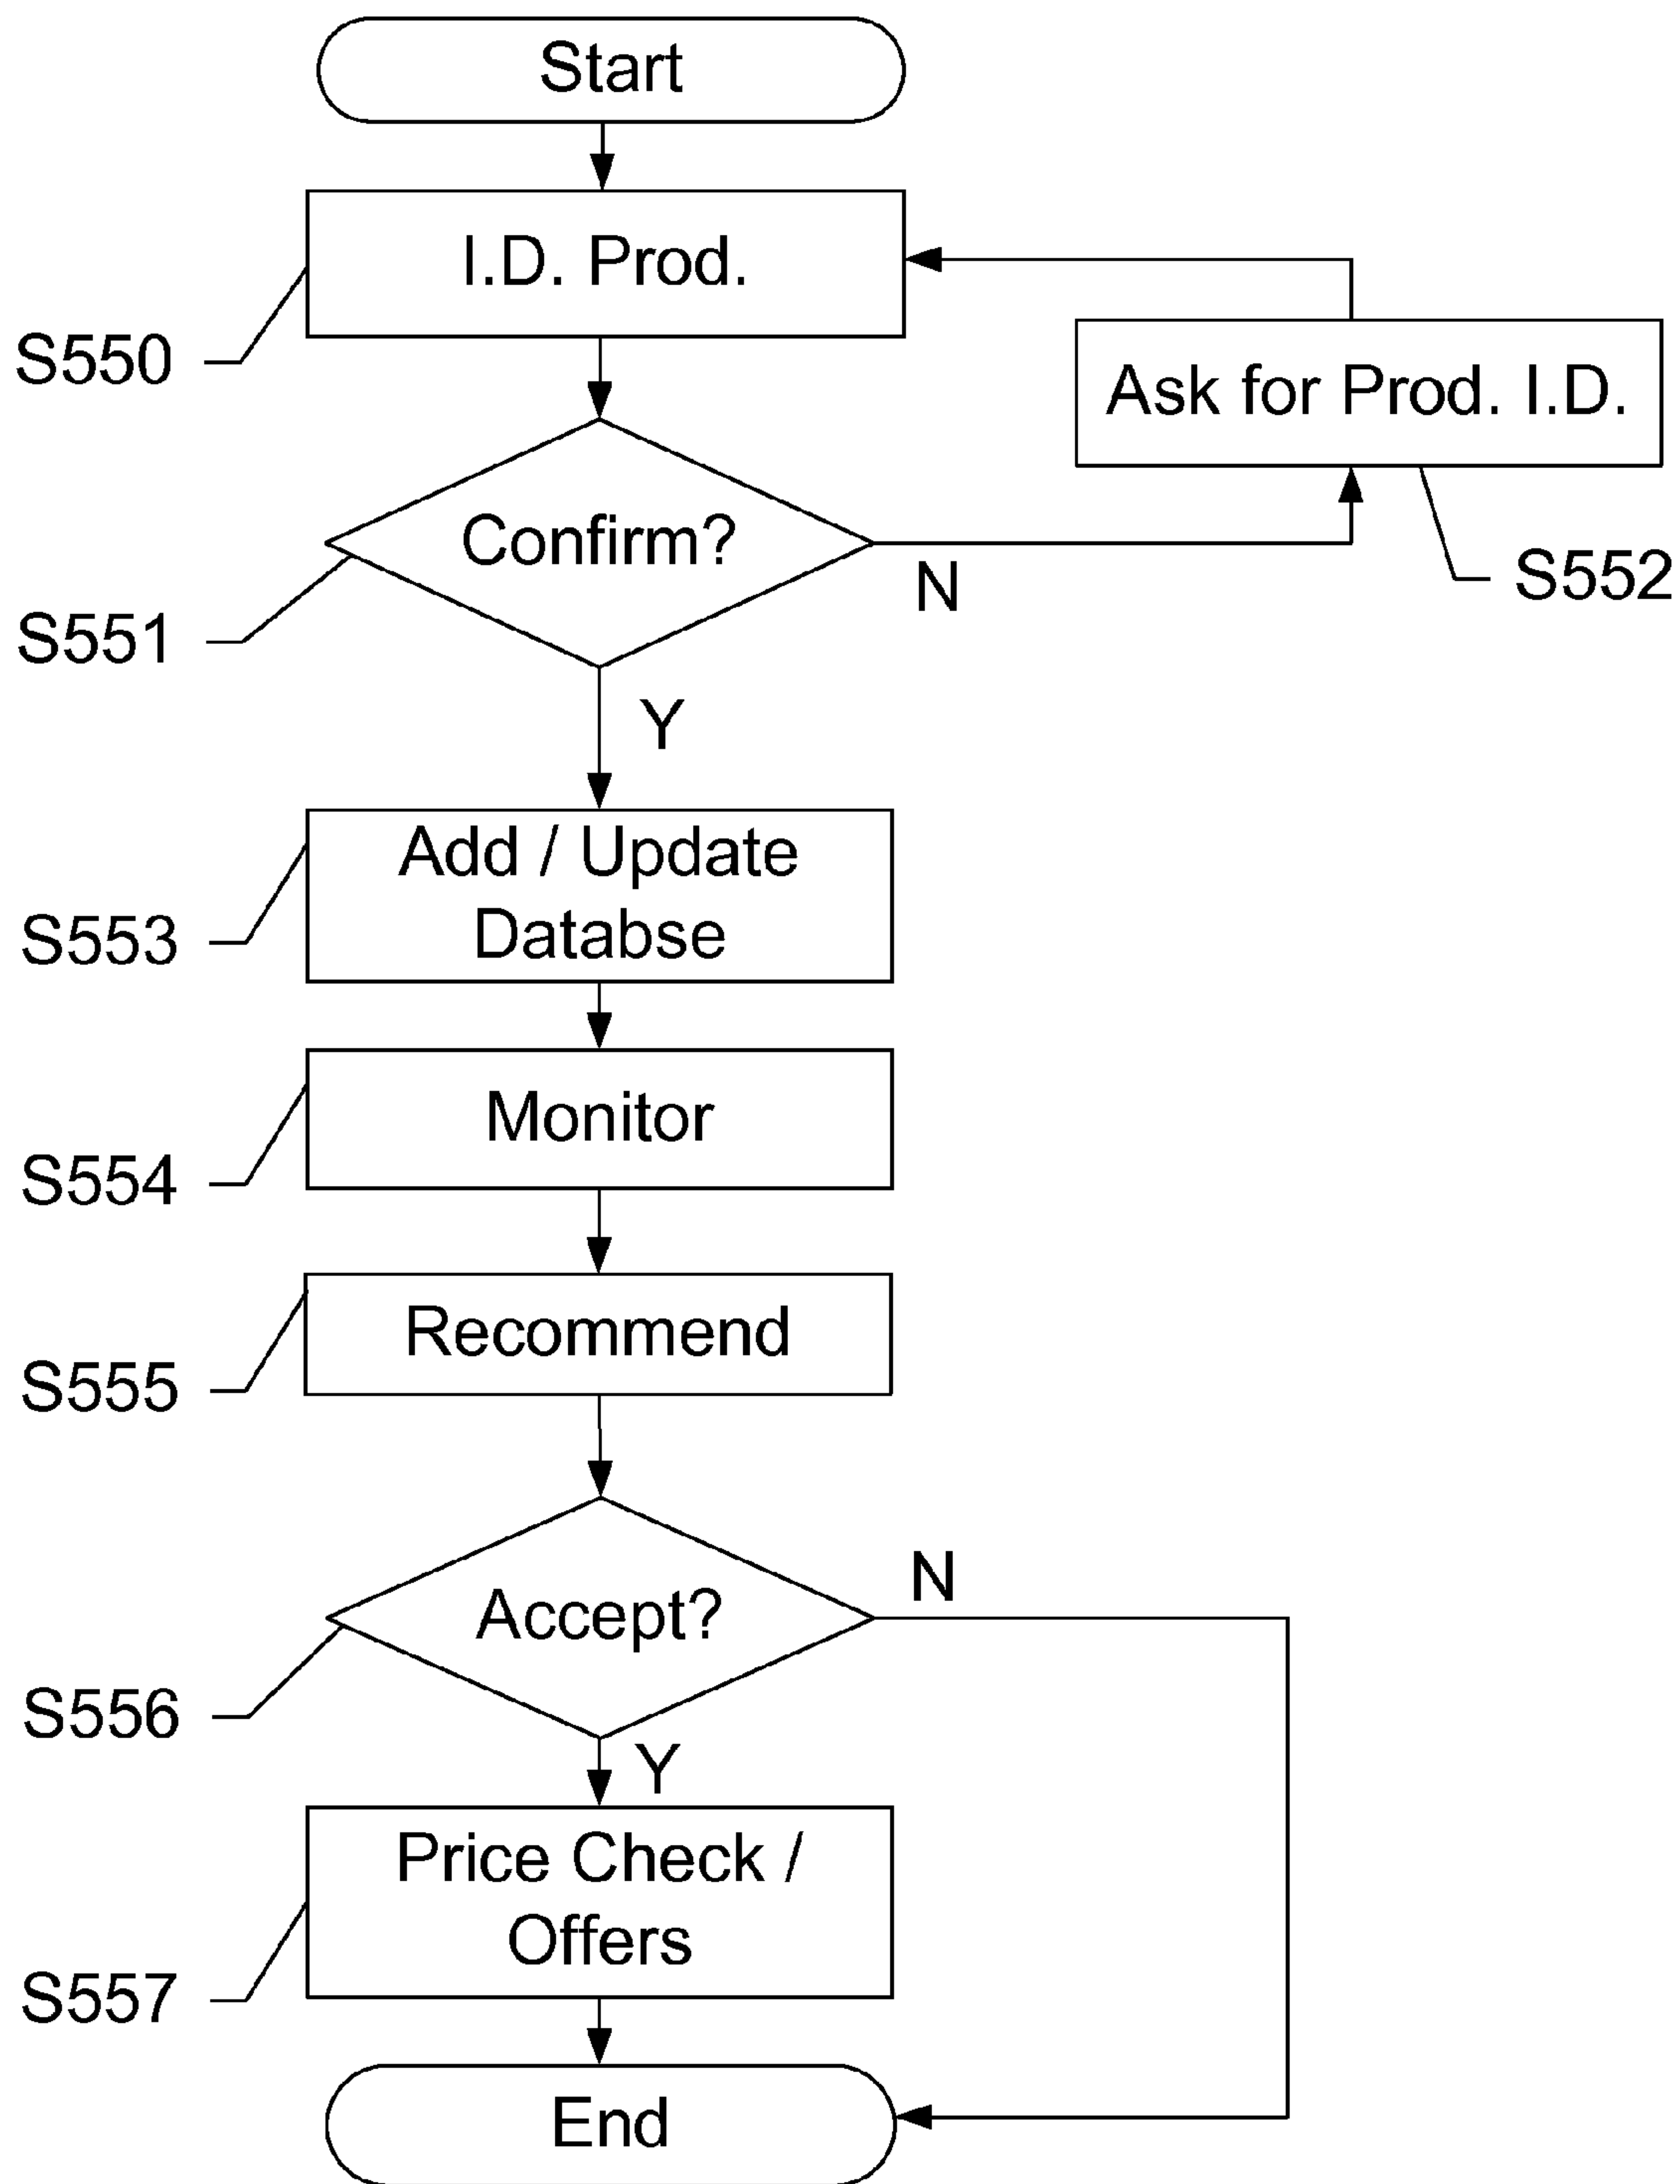 Start
I.D. Prod.
S550
Ask for Prod. I.D.
Confirm?
N
S552
S551
Y
Add / Update
Databse
S553
Monitor
S554
Recommend
S555
N
Accept?
S556
Y
Price Check /
Offers
S557
End